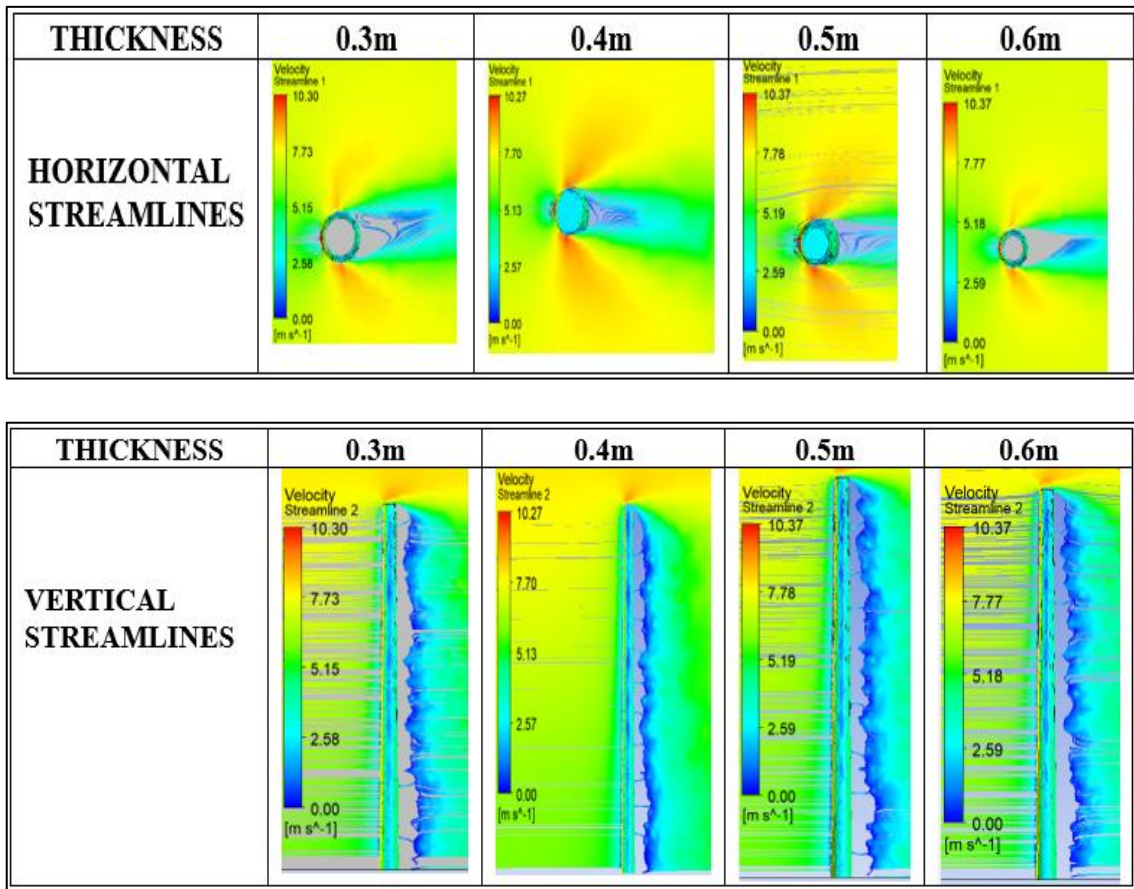 THICKNESS 0.3m 0.4m 0.5m 0.6m
HORIZONTAL
STREAMLINES
Velocity
Streamline 1
10.30
7.73
5.15
2.58
0.00
[m s^-1]
Velocity
Streamline 1
10.27
7.70
5.13
2.57
0.00
[m s^-1]
Velocity
Streamline 1
10.37
7.78
5.19
2.59
0.00
[m s^-1]
Velocity
Streamline 1
10.37
7.77
5.18
2.59
0.00
[m s^-1]
THICKNESS 0.3m 0.4m 0.5m 0.6m
VERTICAL
STREAMLINES
Velocity
Streamline 2
10.30
7.73
5.15
2.58
0.00
[m s^-1]
Velocity
Streamline 2
10.27
7.70
5.13
2.57
0.00
[m s^-1]
Velocity
Streamline 2
10.37
7.78
5.19
2.59
0.00
[m s^-1]
Velocity
Streamline 2
10.37
7.77
5.18
2.59
0.00
[m s^-1]